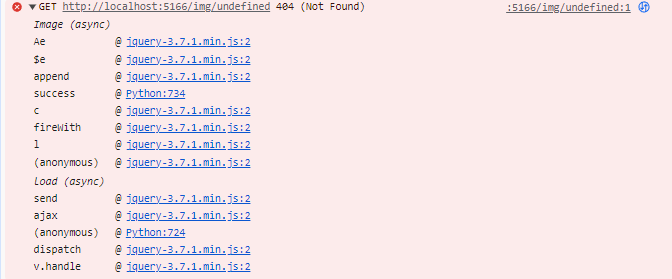 GET http://localhost:5166/img/undefined 404 (Not Found) :5166/img/undefined:1
Image (async)
Ae @ jquery-3.7.1.min.js:2
$e @ jquery-3.7.1.min.js:2
append @ jquery-3.7.1.min.js:2
success @ Python:734
c @ jquery-3.7.1.min.js:2
fireWith @ jquery-3.7.1.min.js:2
l @ jquery-3.7.1.min.js:2
(anonymous) @ jquery-3.7.1.min.js:2
Load (async)
send @ jquery-3.7.1.min.js:2
ajax @ jquery-3.7.1.min.js:2
(anonymous) @ Python:724
dispatch @ jquery-3.7.1.min.js:2
v.handle @ jquery-3.7.1.min.js:2